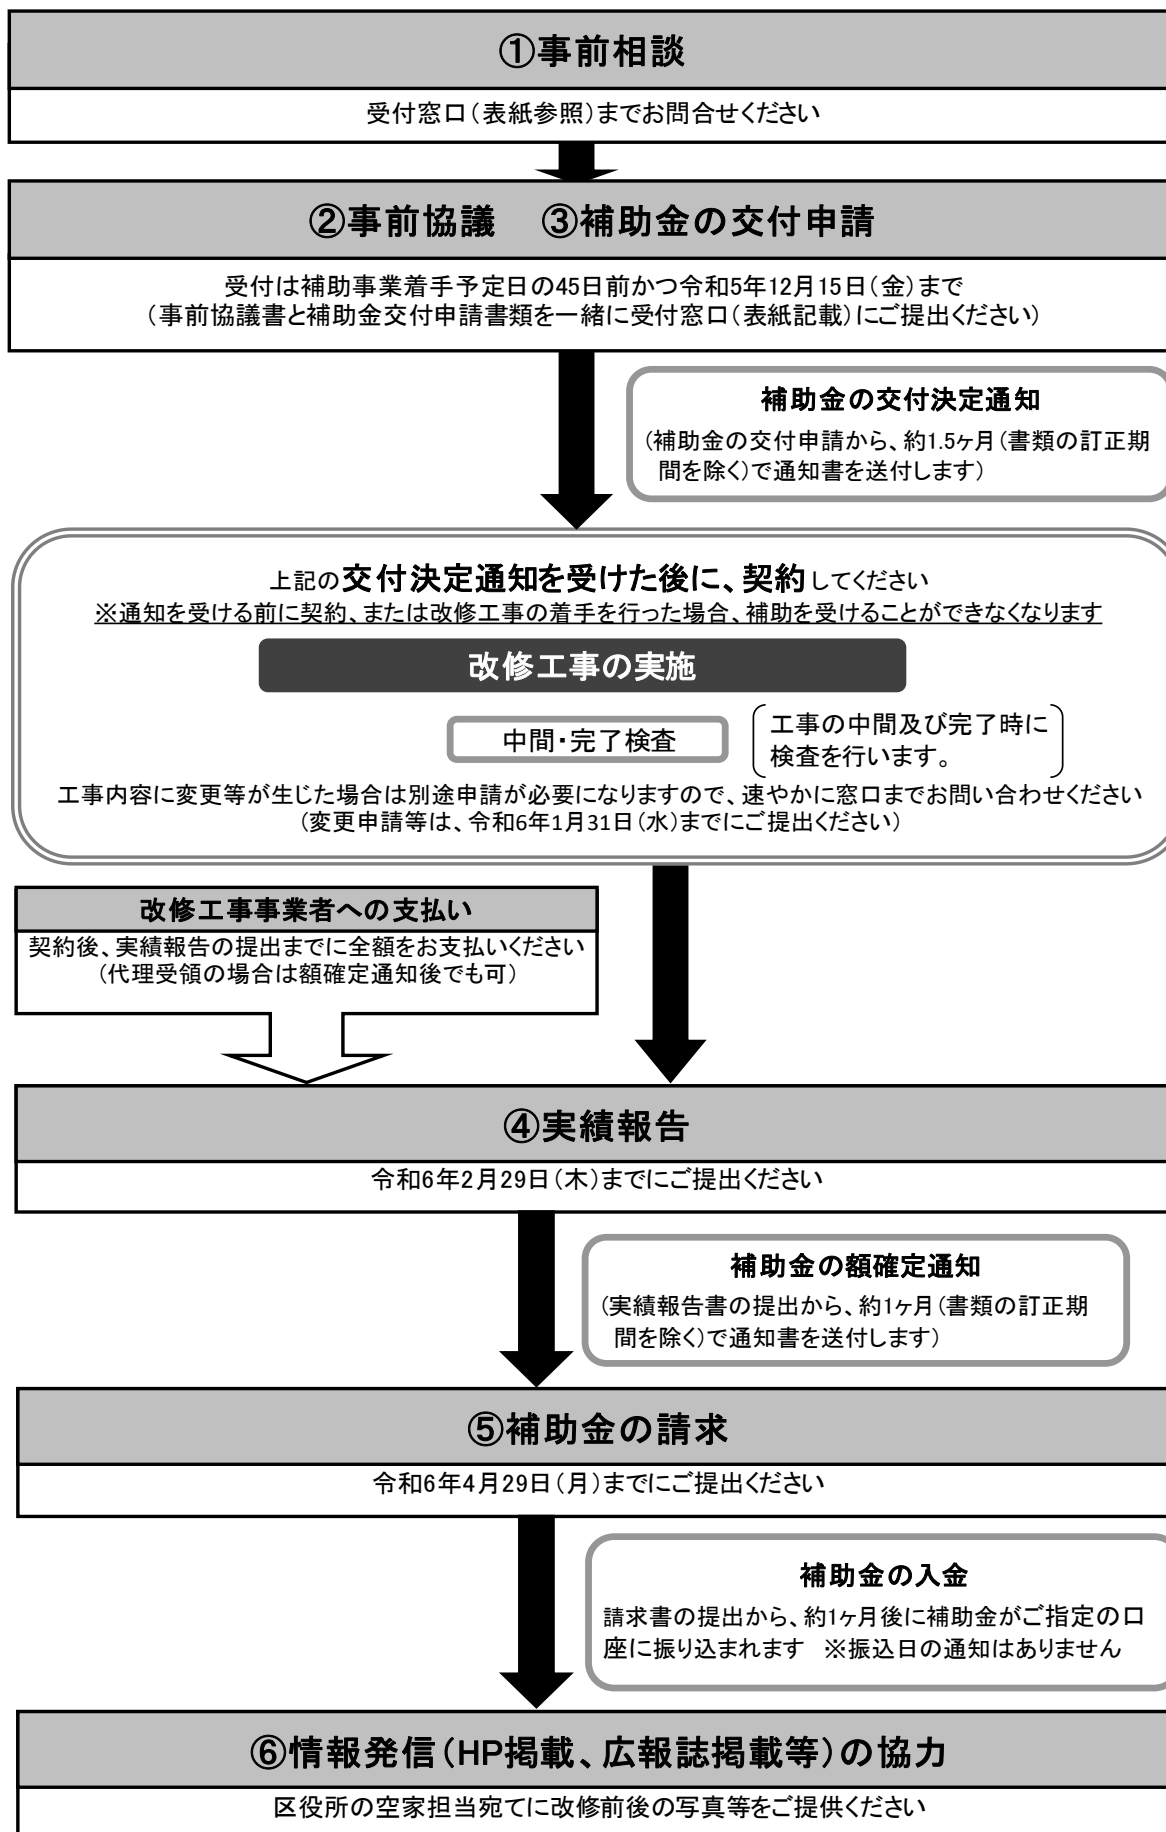 ①事前相談
受付窓口（表紙参照）までお問合せください
②事前協議　③補助金の交付申請
受付は補助事業着手予定日の45日前かつ令和5年12月15日（金）まで
（事前協議書と補助金交付申請書類を一緒に受付窓口（表紙記載）にご提出ください）
補助金の交付決定通知
（補助金の交付申請から、約1.5ヶ月（書類の訂正期
間を除く）で通知書を送付します）
上記の交付決定通知を受けた後に、契約してください
※通知を受ける前に契約、または改修工事の着手を行った場合、補助を受けることができなくなります
改修工事の実施
中間・完了検査
工事の中間及び完了時に
検査を行います。
工事内容に変更等が生じた場合は別途申請が必要になりますので、速やかに窓口までお問い合わせください
（変更申請等は、令和6年1月31日（水）までにご提出ください）
改修工事事業者への支払い
契約後、実績報告の提出までに全額をお支払いください
（代理受領の場合は額確定通知後でも可）
④実績報告
令和6年2月29日（木）までにご提出ください
補助金の額確定通知
（実績報告書の提出から、約1ヶ月（書類の訂正期
間を除く）で通知書を送付します）
⑤補助金の請求
令和6年4月29日（月）までにご提出ください
補助金の入金
請求書の提出から、約1ヶ月後に補助金がご指定の口
座に振り込まれます　※振込日の通知はありません
⑥情報発信（HP掲載、広報誌掲載等）の協力
区役所の空家担当宛てに改修前後の写真等をご提供ください